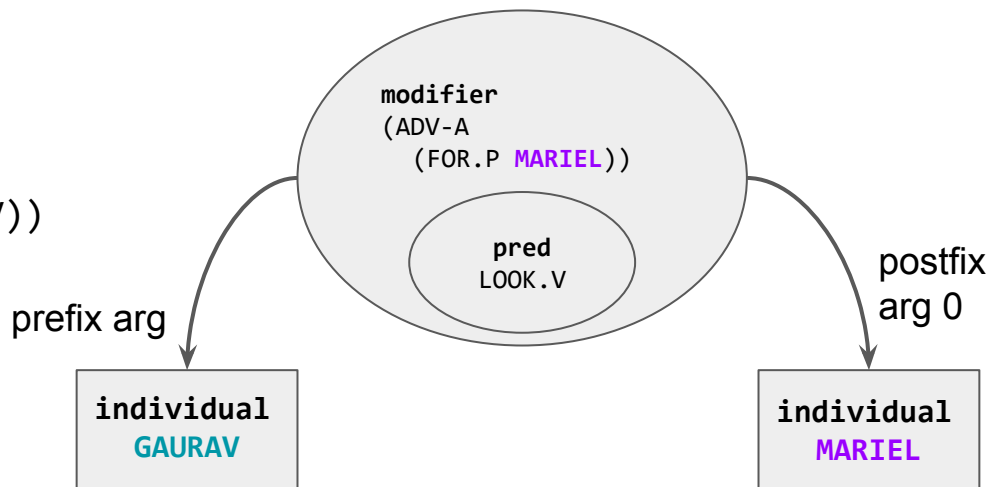 modifier
(ADV-A
(FOR.P MARIEL))
))
pred
LOOK.V
prefix arg
postfix
arg 0
individual
GAURAV
individual
MARIEL